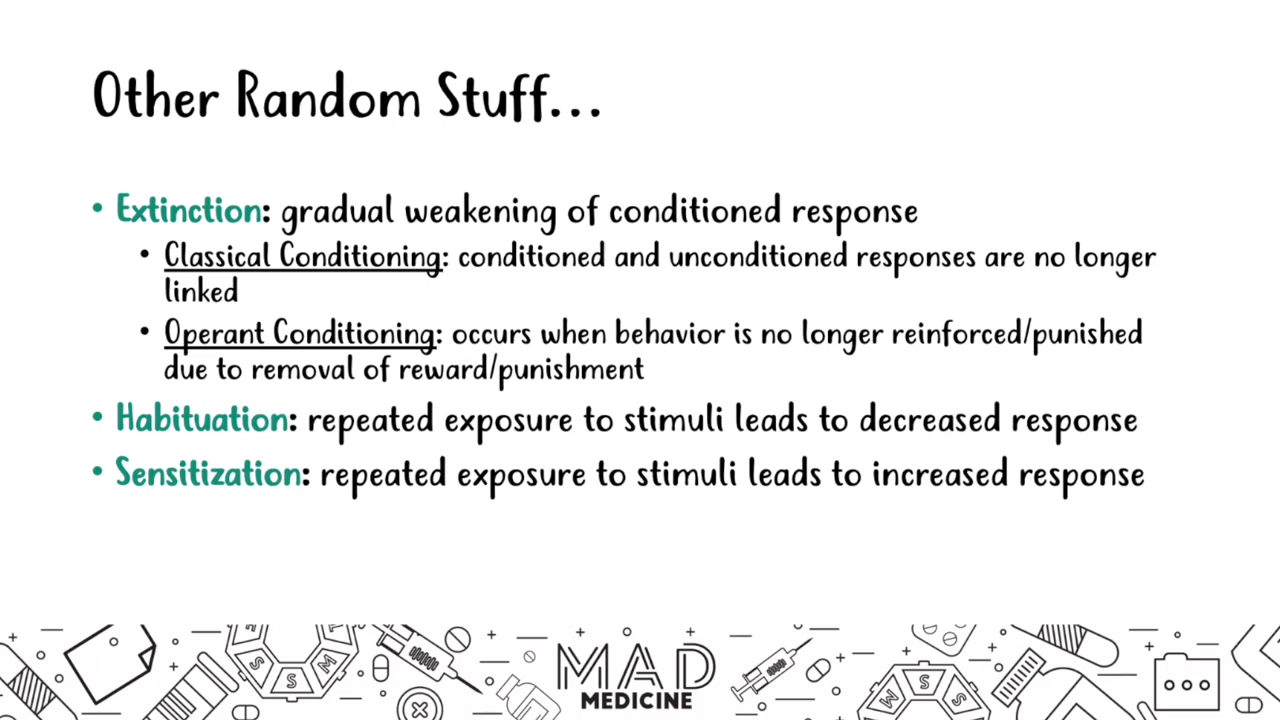 Other Random Stuff...
• Extinction: gradual weakening of conditioned response
• Classical Conditioning: conditioned and unconditioned responses are no longer
linked
• Operant Conditioning: occurs when behavior is no longer reinforced/punished
due to removal of reward/punishment
• Habituation: repeated exposure to stimuli leads to decreased response
• Sensitization: repeated exposure to stimuli leads to increased response
MAD
MEDICINE
S
S
M
M
S
S